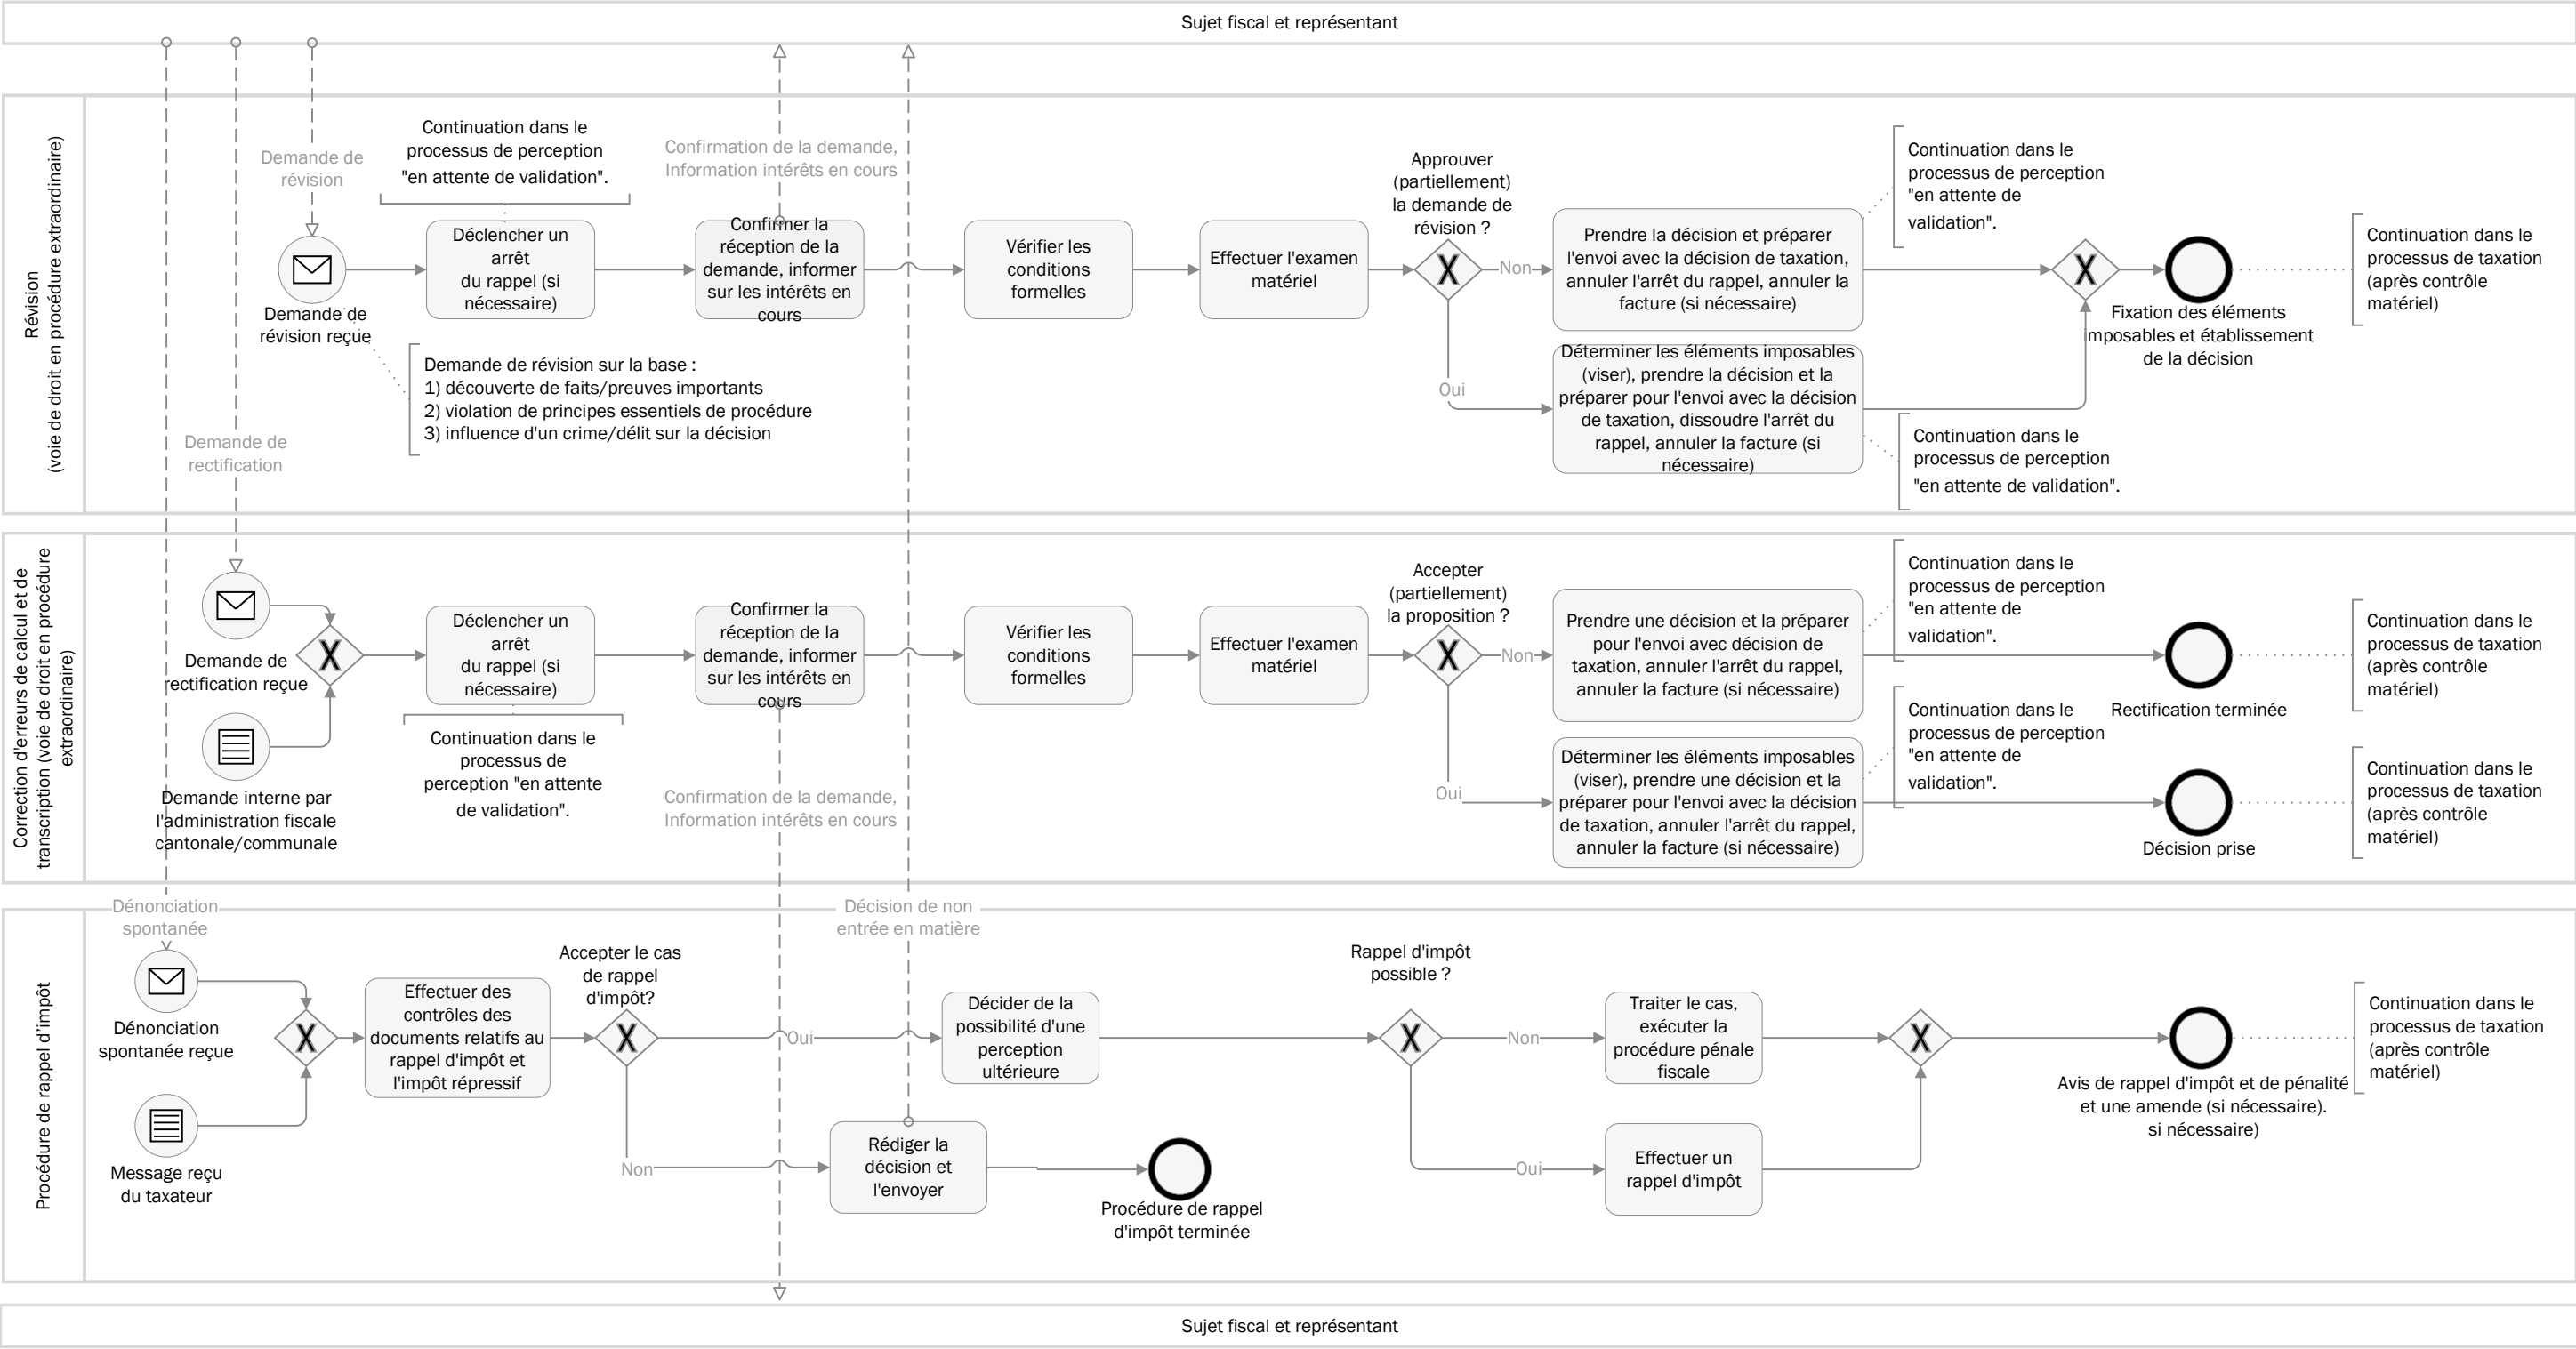 Sujet fiscal et représentant
Révision
(voie de droit en procédure extraordinaire)
Demande de
révision
Continuation dans le
processus de perception
"en attente de validation".
Confirmation de la demande,
Information intérêts en cours
Demande de
révision reçue
Déclencher un
arrêt
du rappel (si
nécessaire)
Confirmer la
réception de la
demande, informer
sur les intérêts en
cours
Vérifier les
conditions
formelles
Effectuer l'examen
matériel
Approuver
(partiellement)
la demande de
révision ?
Non
Oui
Prendre la décision et préparer
l'envoi avec la décision de taxation,
annuler l'arrêt du rappel, annuler la
facture (si nécessaire)
Continuation dans le
processus de perception
"en attente de
validation".
Déterminer les éléments imposables
(viser), prendre la décision et la
préparer pour l'envoi avec la décision
de taxation, dissoudre l'arrêt du
rappel, annuler la facture (si
nécessaire)
Continuation dans le
processus de perception
"en attente de validation".
Fixation des éléments
imposables et établissement
de la décision
Continuation dans le
processus de taxation
(après contrôle
matériel)
Demande de révision sur la base :
1) découverte de faits/preuves importants
2) violation de principes essentiels de procédure
3) influence d'un crime/délit sur la décision
Demande de
rectification
Correction d'erreurs de calcul et de
transcription (voie de droit en procédure
extraordinaire)
Demande de
rectification reçue
Demande interne par
l'administration fiscale
cantonale/communale
Déclencher un
arrêt
du rappel (si
nécessaire)
Continuation dans le
processus de
perception "en attente
de validation".
Confirmer la
réception de la
demande, informer
sur les intérêts en
cours
Confirmation de la demande,
Information intérêts en cours
Vérifier les
conditions
formelles
Effectuer l'examen
matériel
Accepter
(partiellement)
la proposition ?
Non
Oui
Prendre une décision et la préparer
pour l'envoi avec décision de
taxation, annuler l'arrêt du rappel,
annuler la facture (si nécessaire)
Continuation dans le
processus de perception
"en attente de
validation".
Rectification terminée
Continuation dans le
processus de taxation
(après contrôle
matériel)
Déterminer les éléments imposables
(viser), prendre une décision et la
préparer pour l'envoi avec la décision
de taxation, annuler l'arrêt du rappel,
annuler la facture (si nécessaire)
Continuation dans le
processus de perception
"en attente de
validation".
Décision prise
Continuation dans le
processus de taxation
(après contrôle
matériel)
Procédure de rappel d'impôt
Dénonciation
spontanée
Dénonciation
spontanée reçue
Message reçu
du taxateur
Effectuer des
contrôles des
documents relatifs au
rappel d'impôt et
l'impôt répressif
Accepter le cas
de rappel
d'impôt?
Oui
Non
Décision de non
entrée en matière
Décider de la
possibilité d'une
perception
ultérieure
Rédiger la
décision et
l'envoyer
Procédure de rappel
d'impôt terminée
Rappel d'impôt
possible ?
Non
Oui
Traiter le cas,
exécuter la
procédure pénale
fiscale
Effectuer un
rappel d'impôt
Avis de rappel d'impôt et de pénalité
et une amende (si nécessaire).
si nécessaire)
Continuation dans le
processus de taxation
(après contrôle
matériel)
Sujet fiscal et représentant